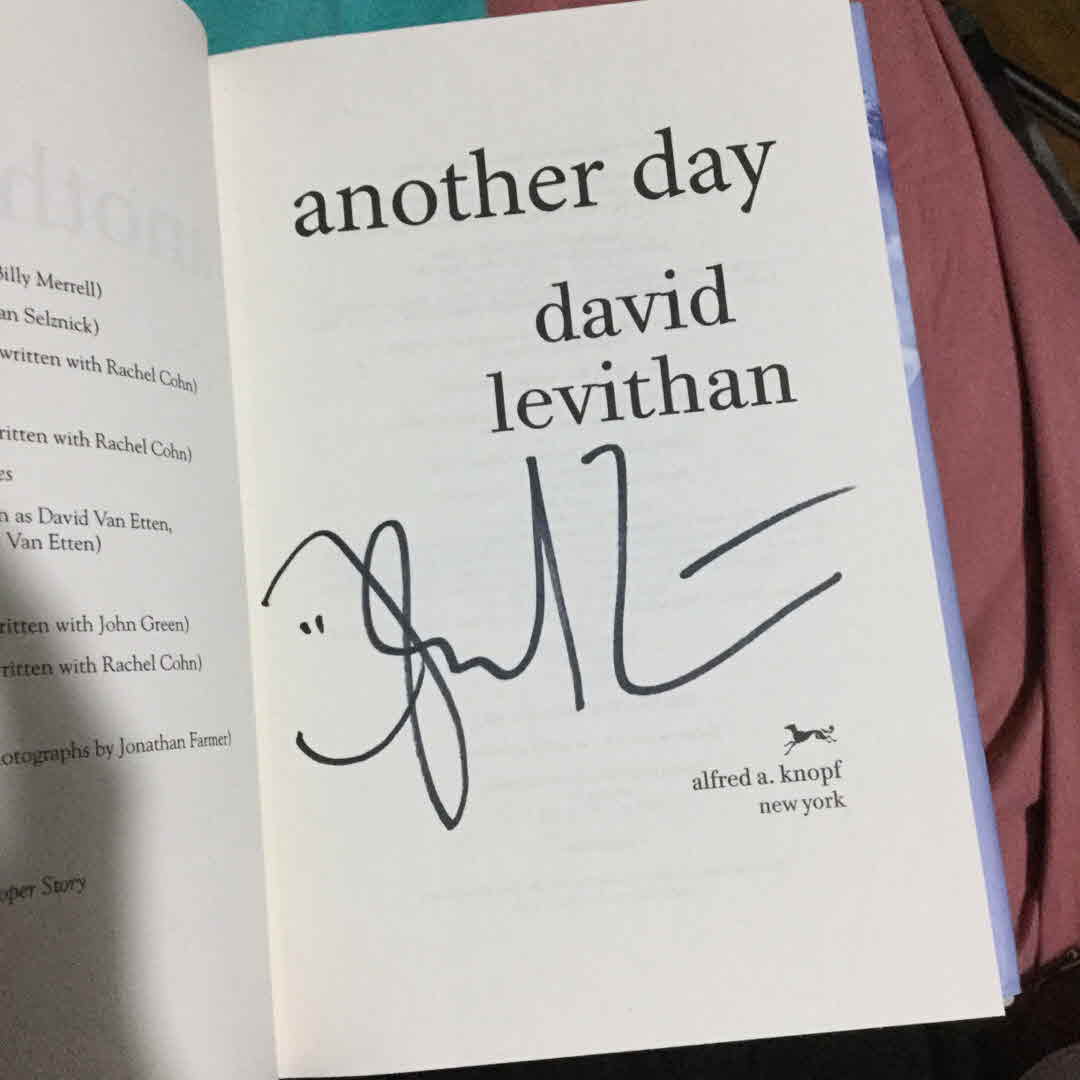 Billy Merrell)
an Selznick)
written with Rachel Cohn)
ritten with Rachel Cohn)
es
n as David Van Etten,
Van Etten)
ritten with John Green)
ritten with Rachel Cohn)
otographs by Jonathan Farmer)
oper Story
another day
david
levithan
alfred a. knopf
new york